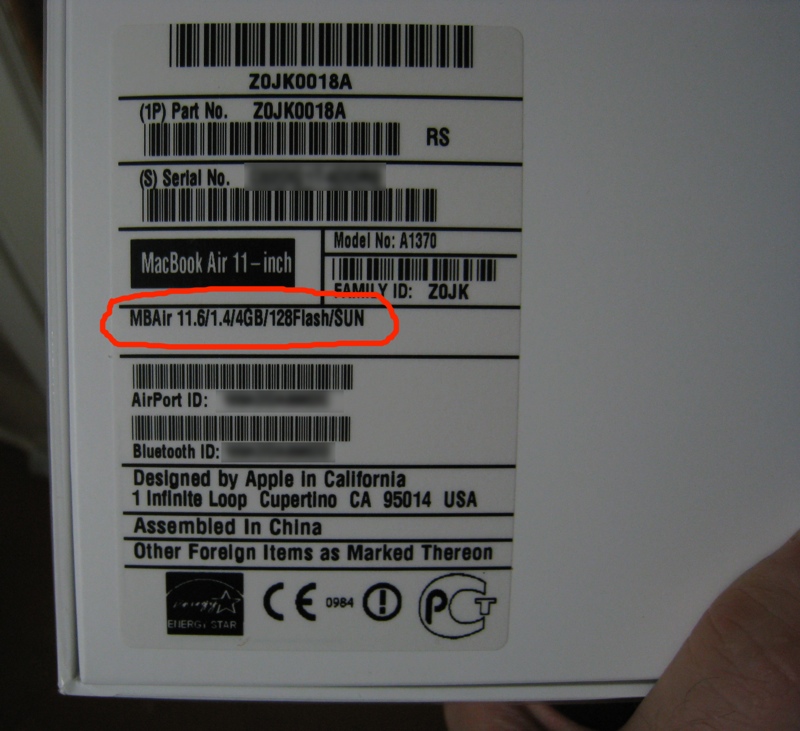 Z0JK0018A
(1P) Part No. Z0JK0018A
RS
(S) Serial No.
MacBook Air 11-inch
Model No: A1370
FAMILY ID: Z0JK
MBAir 11.6/1.4/4GB/128Flash/SUN
AirPort ID:
Bluetooth ID:
Designed by Apple in California
1 Infinite Loop Cupertino CA 95014 USA
Assembled In China
Other Foreign Items as Marked Thereon
ENERGY STAR
CE 0984
PCT